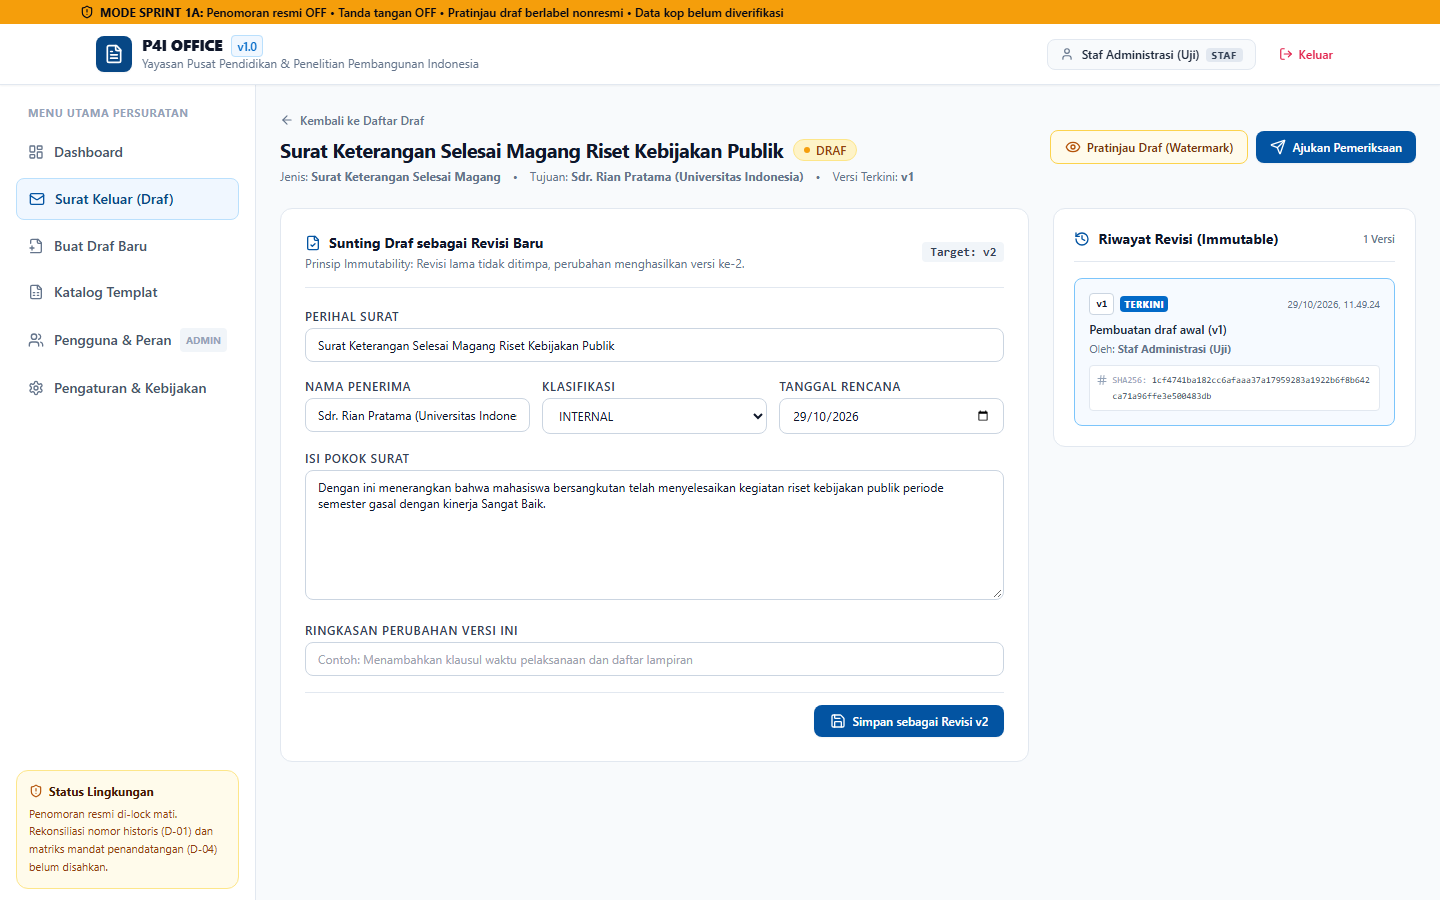 MODE SPRINT 1A: Penomoran resmi OFF • Tanda tangan OFF • Pratinjau draf berlabel nonresmi • Data kop belum diverifikasi
P4I OFFICE v1.0
Yayasan Pusat Pendidikan & Penelitian Pembangunan Indonesia
Staf Administrasi (Uji) STAF
Keluar
MENU UTAMA PERSURATAN
Dashboard
Surat Keluar (Draf)
Buat Draf Baru
Katalog Templat
Pengguna & Peran ADMIN
Pengaturan & Kebijakan
Status Lingkungan
Penomoran resmi di-lock mati.
Rekonsiliasi nomor historis (D-01) dan
matriks mandat penandatangan (D-04)
belum disahkan.
Kembali ke Daftar Draf
Surat Keterangan Selesai Magang Riset Kebijakan Publik DRAF
Jenis: Surat Keterangan Selesai Magang • Tujuan: Sdr. Rian Pratama (Universitas Indonesia) • Versi Terkini: v1
Pratinjau Draf (Watermark)
Ajukan Pemeriksaan
Sunting Draf sebagai Revisi Baru
Prinsip Immutability: Revisi lama tidak ditimpa, perubahan menghasilkan versi ke-2.
Target: v2
PERIHAL SURAT
Surat Keterangan Selesai Magang Riset Kebijakan Publik
NAMA PENERIMA
Sdr. Rian Pratama (Universitas Indone
KLASIFIKASI
INTERNAL
TANGGAL RENCANA
29/10/2026
ISI POKOK SURAT
Dengan ini menerangkan bahwa mahasiswa bersangkutan telah menyelesaikan kegiatan riset kebijakan publik periode
semester gasal dengan kinerja Sangat Baik.
RINGKASAN PERUBAHAN VERSI INI
Contoh: Menambahkan klausul waktu pelaksanaan dan daftar lampiran
Simpan sebagai Revisi v2
Riwayat Revisi (Immutable)
1 Versi
v1 TERKINI
29/10/2026, 11.49.24
Pembuatan draf awal (v1)
Oleh: Staf Administrasi (Uji)
SHA256: 1cf4741ba182cc6afaaa37a17959283a1922b6f8b642
ca71a96ffe3e500483db